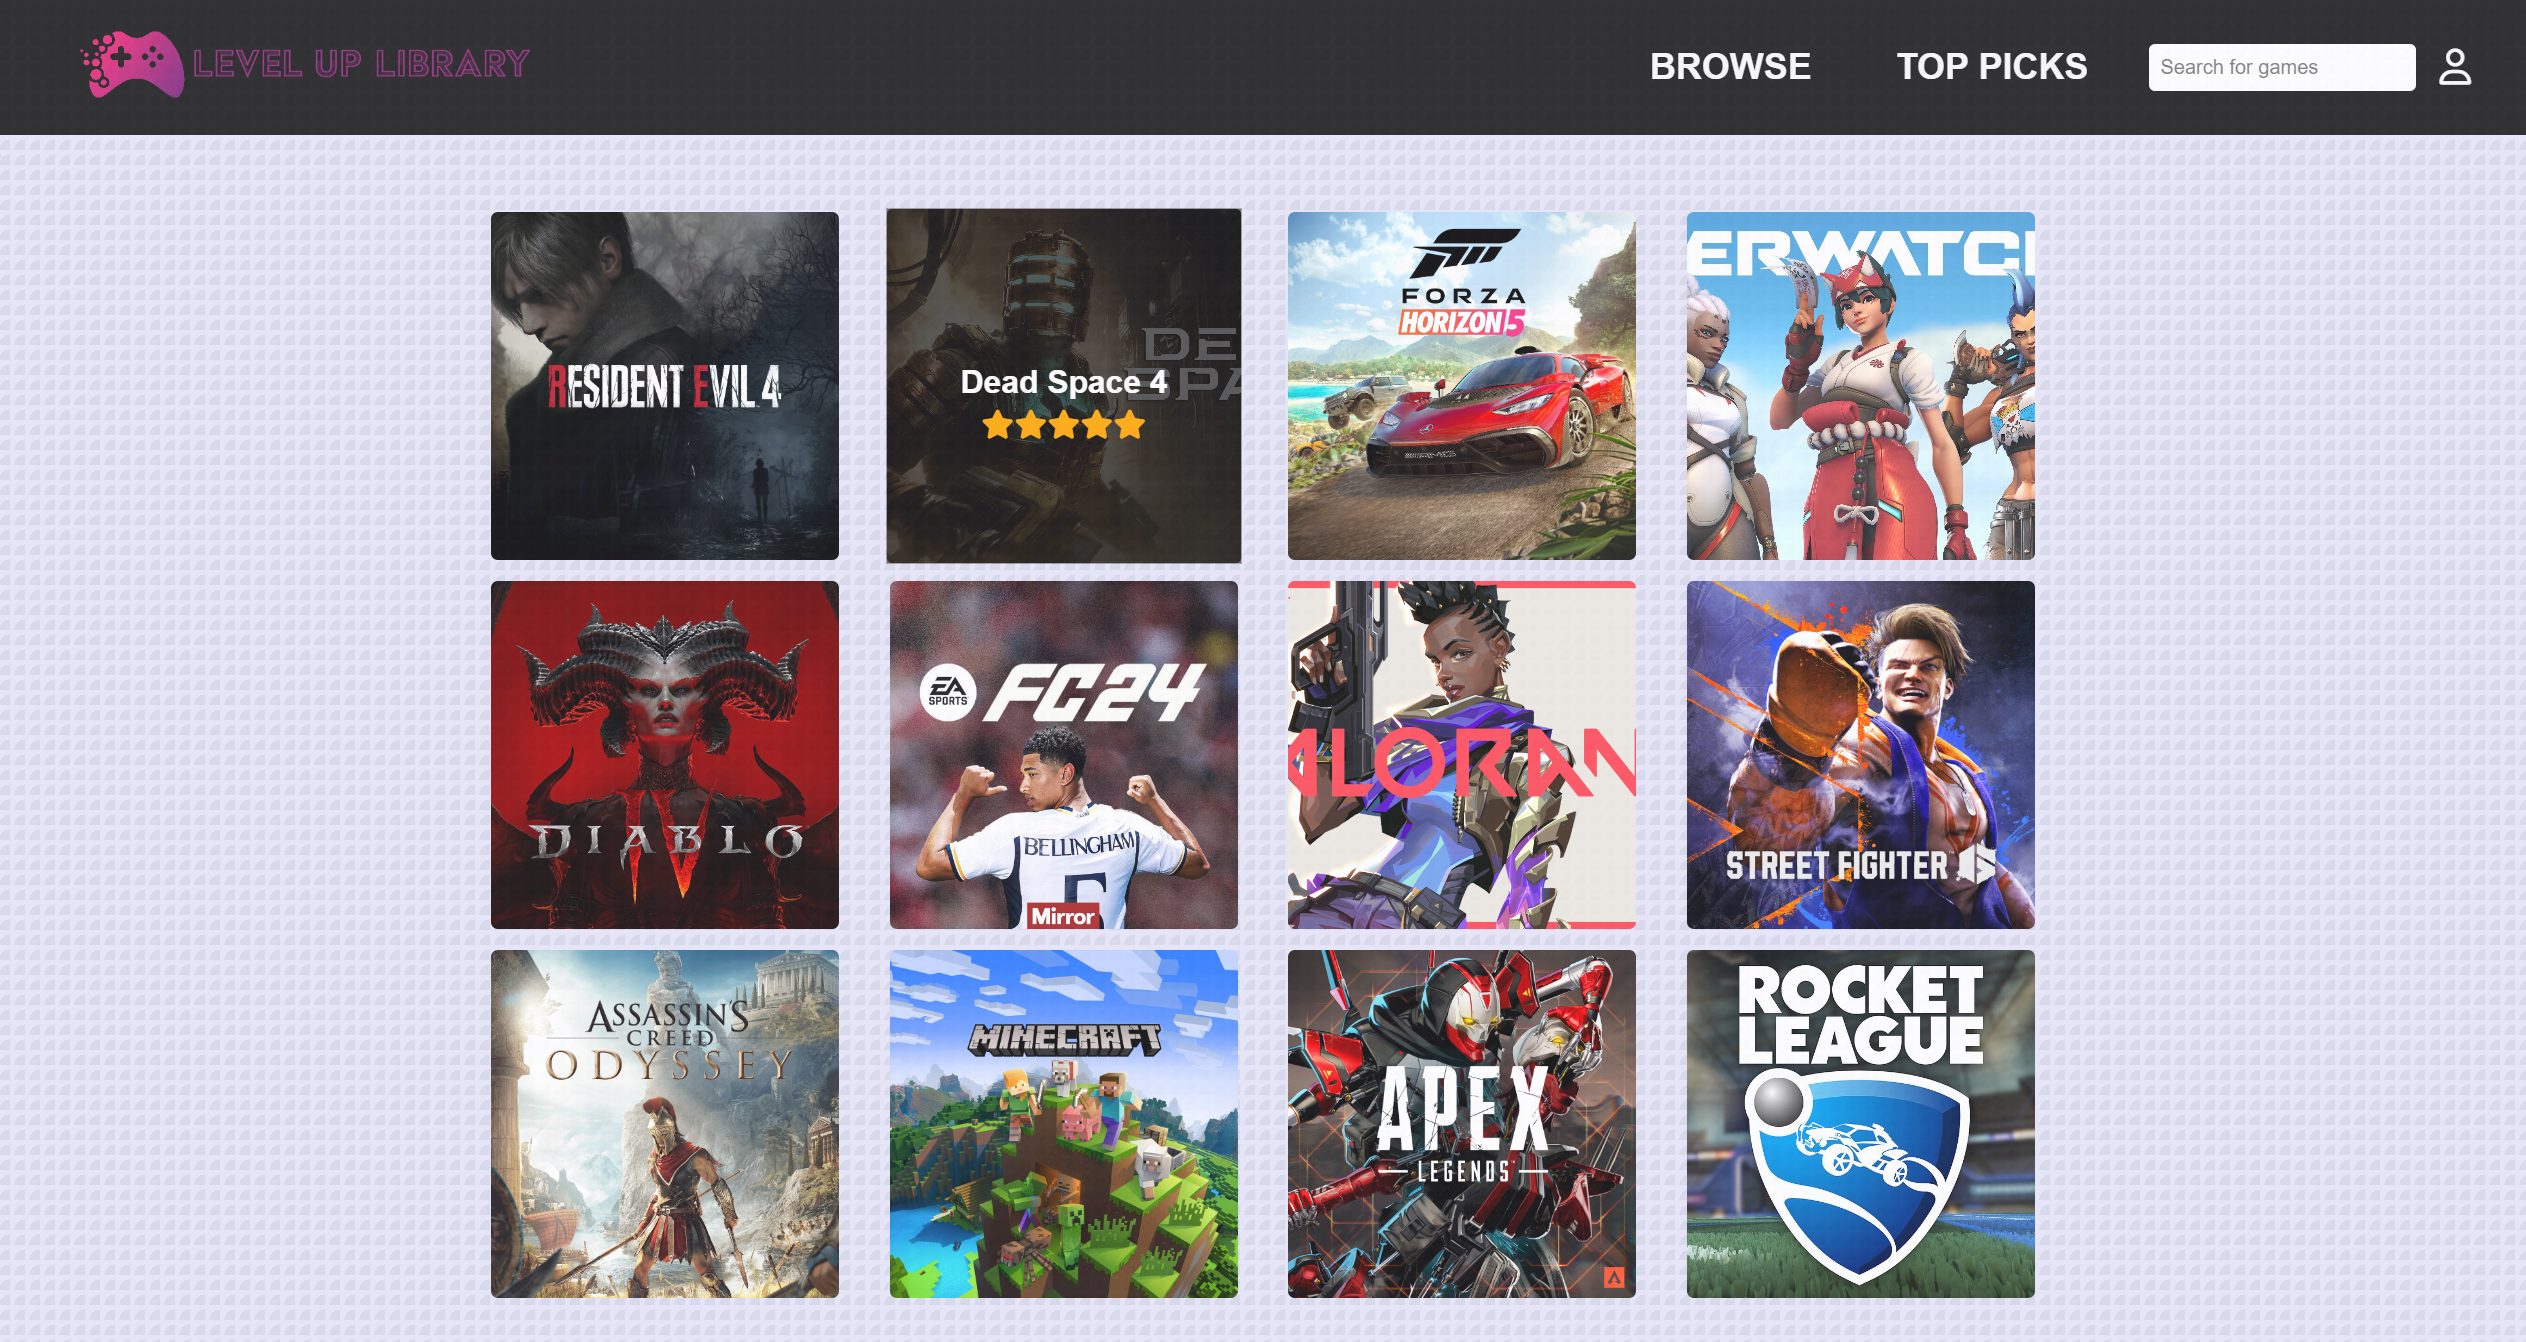 LEVEL UP LIBRARY
BROWSE
TOP PICKS
Search for games
RESIDENT EVIL 4
DE
SPA
Dead Space 4
FORZA
HORIZON 5
ERWATC
DIABLO
IV
EA
SPORTS
FC24
BELLINGHAM
5
Mirror
ALORAN
STREET FIGHTER 6
ASSASSIN'S
CREED
ODYSSEY
MINECRAFT
APEX
LEGENDS
ROCKET
LEAGUE